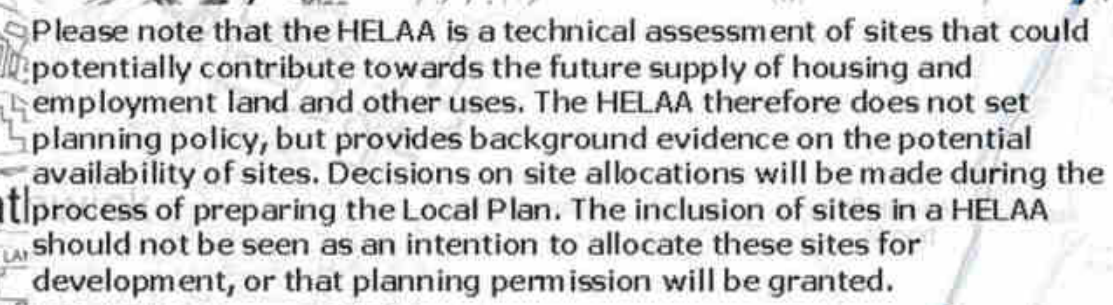 Please note that the HELAA is a technical assessment of sites that could
potentially contribute towards the future supply of housing and
employment land and other uses. The HELAA therefore does not set
planning policy, but provides background evidence on the potential
availability of sites. Decisions on site allocations will be made during the
process of preparing the Local Plan. The inclusion of sites in a HELAA
should not be seen as an intention to allocate these sites for
development, or that planning permission will be granted.